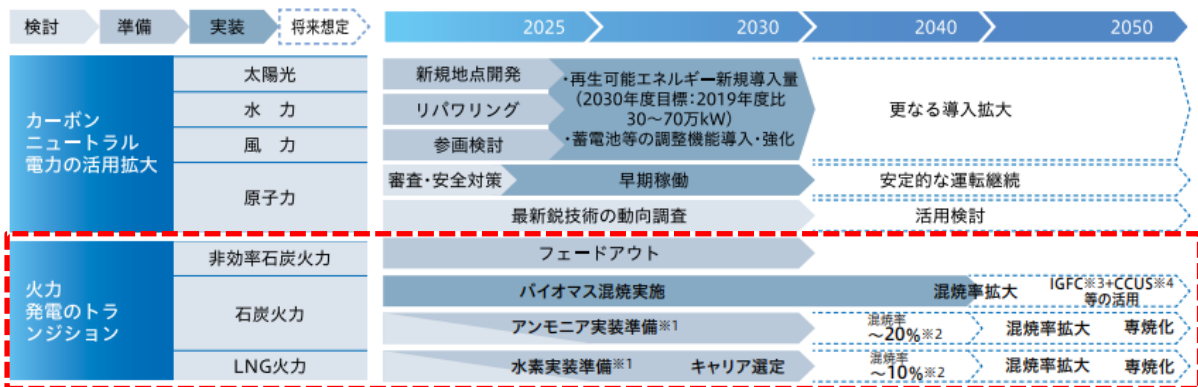 検討 準備 実装 将来想定
2025 2030 2040 2050
カーボン
ニュートラル
電力の活用拡大
太陽光
水 力
風 力
原子力
新規地点開発
リパワリング
参画検討
・再生可能エネルギー新規導入量
(2030年度目標:2019年度比
30~70万kW)
・蓄電池等の調整機能導入・強化
更なる導入拡大
審査・安全対策 早期稼働 安定的な運転継続
最新鋭技術の動向調査 活用検討
火力
発電のトラ
ンジション
非効率石炭火力
石炭火力
LNG火力
フェードアウト
バイオマス混焼実施 混焼率拡大
IGFC※3+CCUS※4
等の活用
アンモニア実装準備※1
混焼率
~20%※2
混焼率拡大 専焼化
水素実装準備※1 キャリア選定
混焼率
~10%※2
混焼率拡大 専焼化